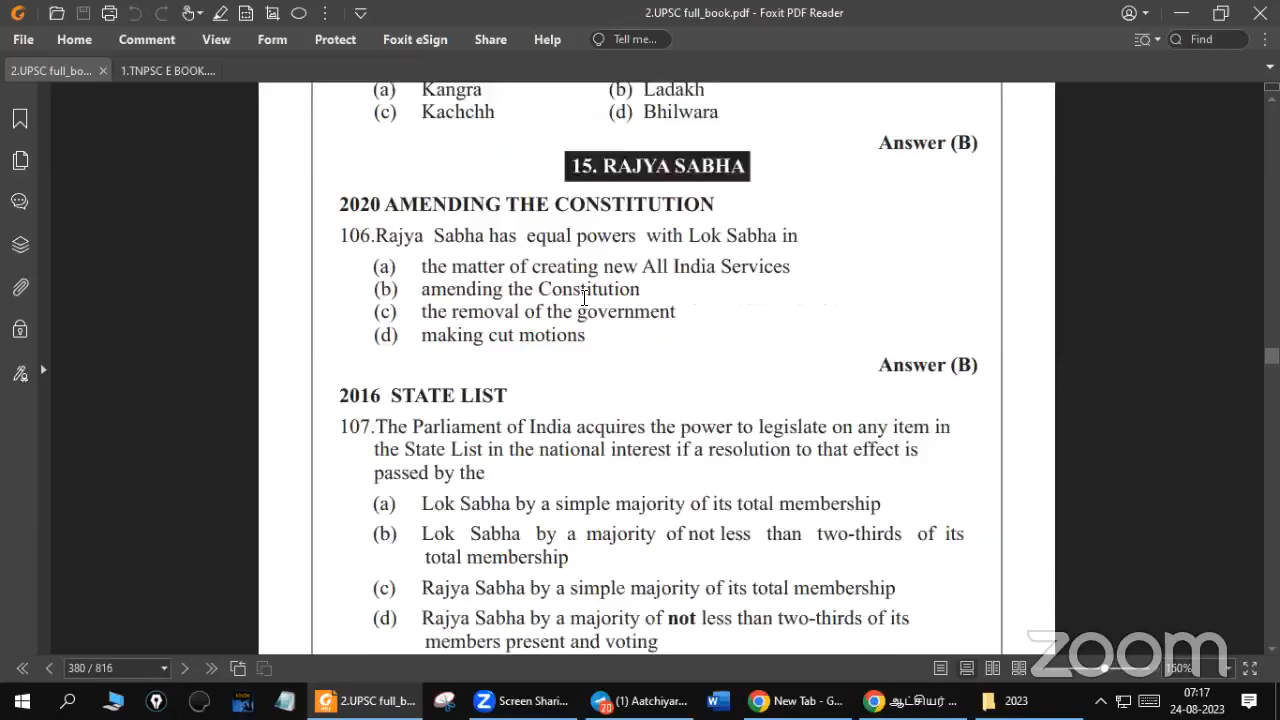 2.UPSC full_book.pdf - Foxit PDF Reader
File Home Comment View Form Protect Foxit eSign Share Help Tell me... Find
2.UPSC full_bo... 1.TNPSC E BOOK....
(a) Kangra (b) Ladakh
(c) Kachchh (d) Bhilwara
Answer (B)
15. RAJYA SABHA
2020 AMENDING THE CONSTITUTION
106.Rajya Sabha has equal powers with Lok Sabha in
(a) the matter of creating new All India Services
(b) amending the Constitution
(c) the removal of the government
(d) making cut motions
Answer (B)
2016 STATE LIST
107.The Parliament of India acquires the power to legislate on any item in
the State List in the national interest if a resolution to that effect is
passed by the
(a) Lok Sabha by a simple majority of its total membership
(b) Lok Sabha by a majority of not less than two-thirds of its
total membership
(c) Rajya Sabha by a simple majority of its total membership
(d) Rajya Sabha by a majority of not less than two-thirds of its
members present and voting
zoom
380 / 816 150%
2.UPSC full_b... Screen Shari... (1) Aatchiyar... New Tab - G... ஆட்சியர் ... 2023
20
07:17
24-08-2023